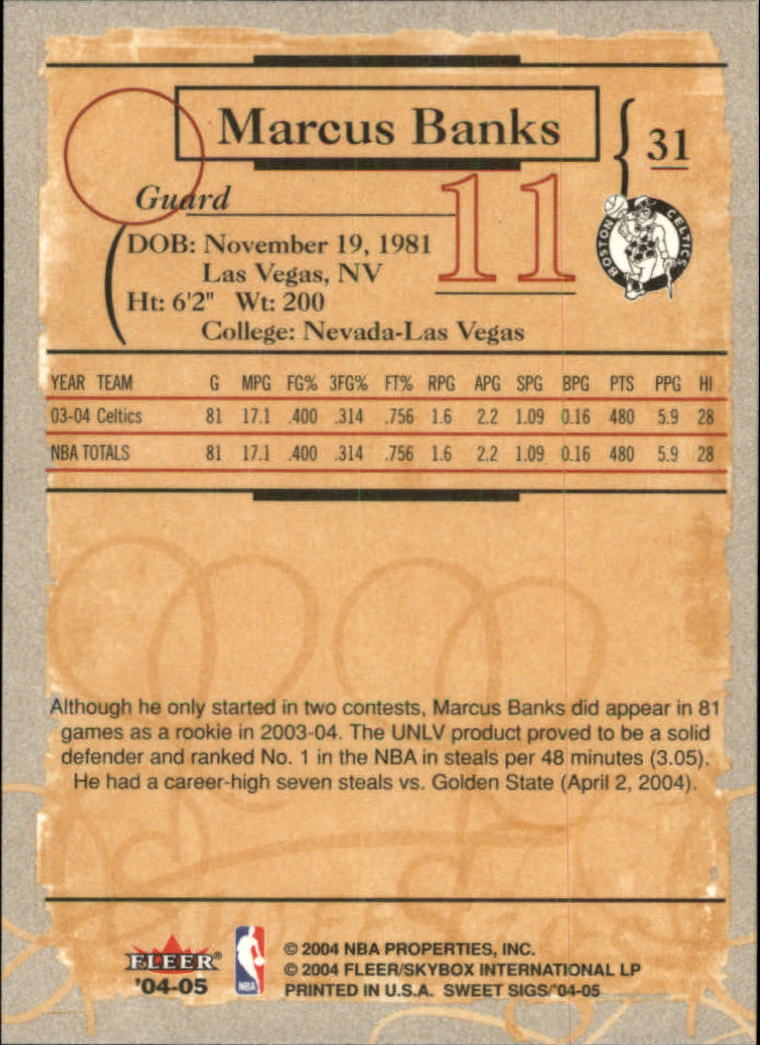 Marcus Banks
31
Guard
11
DOB: November 19, 1981
Las Vegas, NV
Ht: 6'2" Wt: 200
College: Nevada-Las Vegas
BOSTON CELTICS
YEAR TEAM G MPG FG% 3FG% FT% RPG APG SPG BPG PTS PPG HI
03-04 Celtics 81 17.1 .400 .314 .756 1.6 2.2 1.09 0.16 480 5.9 28
NBA TOTALS 81 17.1 .400 .314 .756 1.6 2.2 1.09 0.16 480 5.9 28
Although he only started in two contests, Marcus Banks did appear in 81
games as a rookie in 2003-04. The UNLV product proved to be a solid
defender and ranked No. 1 in the NBA in steals per 48 minutes (3.05).
He had a career-high seven steals vs. Golden State (April 2, 2004).
FLEER®
'04-05
NBA
© 2004 NBA PROPERTIES, INC.
© 2004 FLEER/SKYBOX INTERNATIONAL LP
PRINTED IN U.S.A. SWEET SIGS/'04-05